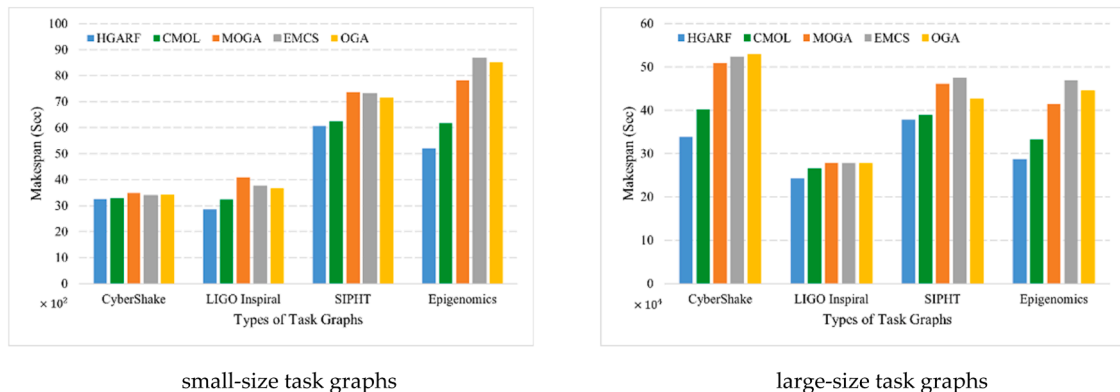 100
90
80
70
60
50
40
30
20
10
0
HGARF CMOL MOGA EMCS OGA
Makespan (Sec)
× 10²
CyberShake LIGO Inspiral SIPHT Epigenomics
Types of Task Graphs
small-size task graphs
60
50
40
30
20
10
0
HGARF CMOL MOGA EMCS OGA
Makespan (Sec)
× 10⁴
CyberShake LIGO Inspiral SIPHT Epigenomics
Types of Task Graphs
large-size task graphs